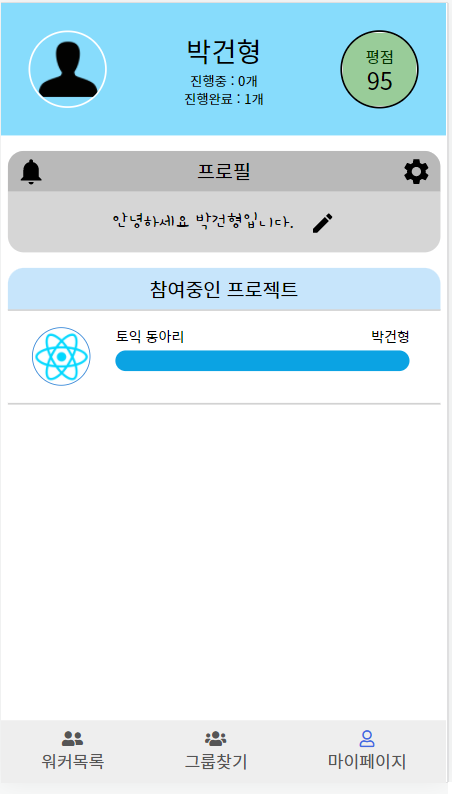 박건형
진행중 : 0개
진행완료 : 1개
평점
95
프로필
안녕하세요 박건형입니다.
참여중인 프로젝트
토익 동아리 박건형
워커목록 그룹찾기 마이페이지